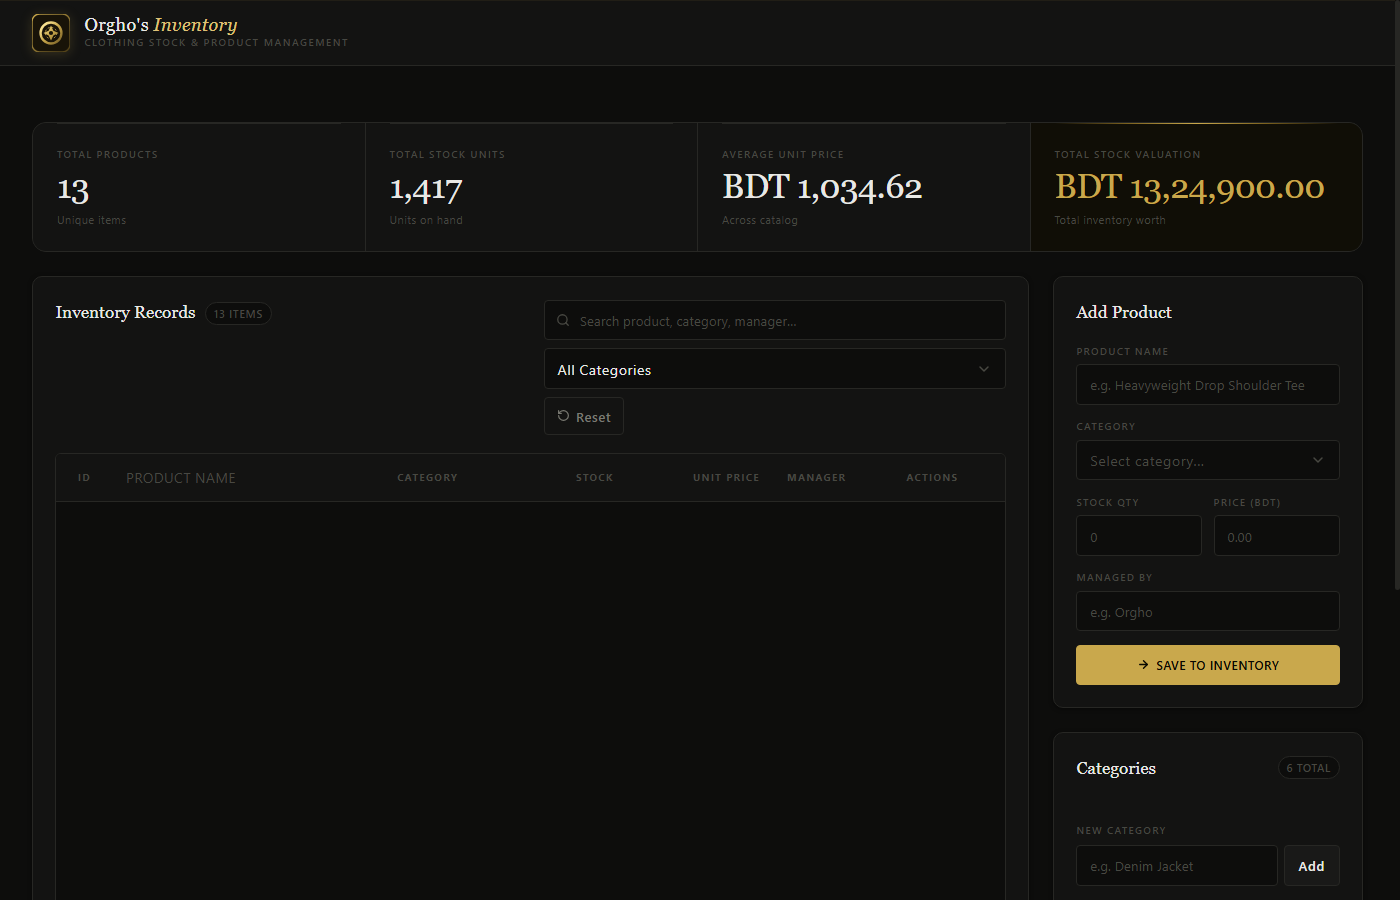 Orgho's Inventory
CLOTHING STOCK & PRODUCT MANAGEMENT
TOTAL PRODUCTS
13
Unique items
TOTAL STOCK UNITS
1,417
Units on hand
AVERAGE UNIT PRICE
BDT 1,034.62
Across catalog
TOTAL STOCK VALUATION
BDT 13,24,900.00
Total inventory worth
Inventory Records
13 ITEMS
Search product, category, manager...
All Categories
Reset
ID PRODUCT NAME CATEGORY STOCK UNIT PRICE MANAGER ACTIONS
Add Product
PRODUCT NAME
e.g. Heavyweight Drop Shoulder Tee
CATEGORY
Select category...
STOCK QTY PRICE (BDT)
0 0.00
MANAGED BY
e.g. Orgho
→ SAVE TO INVENTORY
Categories
6 TOTAL
NEW CATEGORY
e.g. Denim Jacket
Add